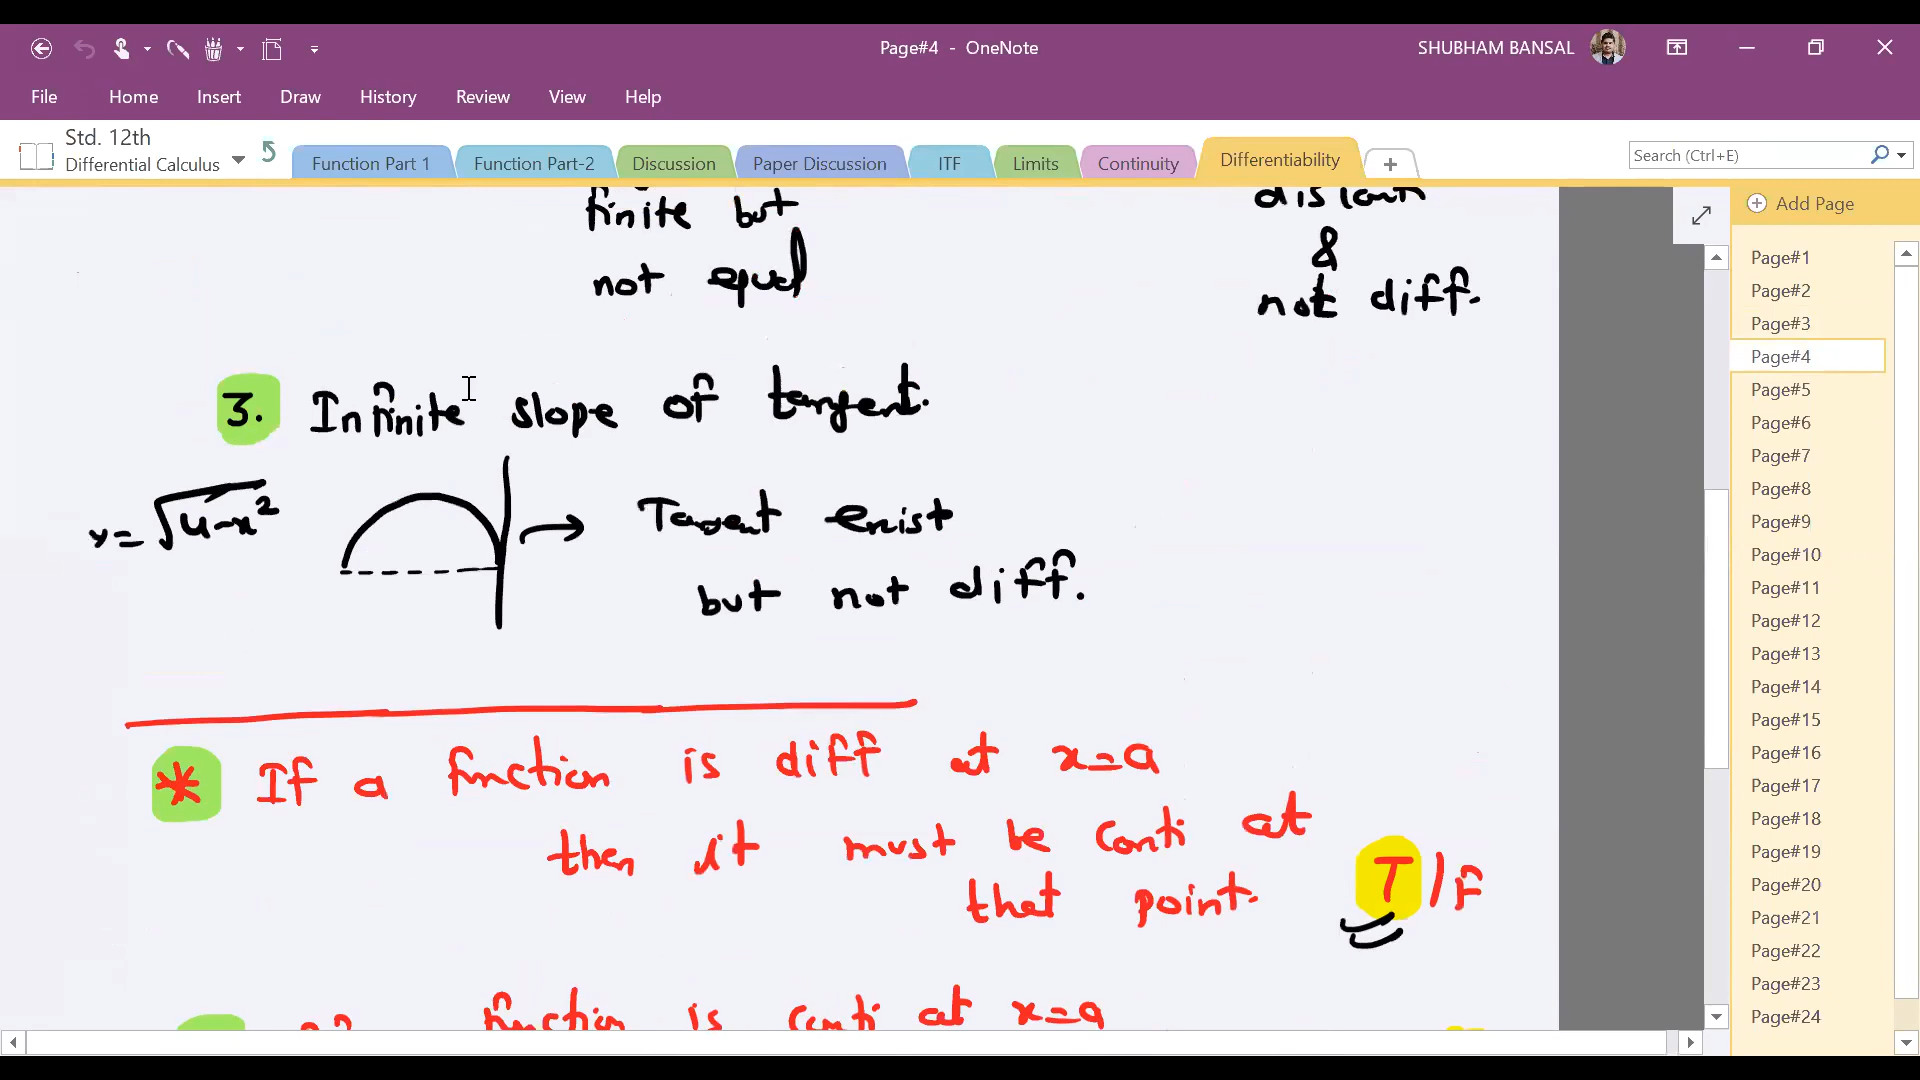 Page#4 - OneNote
SHUBHAM BANSAL
File Home Insert Draw History Review View Help
Std. 12th
Differential Calculus
Function Part 1
Function Part-2
Discussion
Paper Discussion
ITF
Limits
Continuity
Differentiability
Search (Ctrl+E)
finite but
not equal
&
not diff.
3. Infinite slope of tangent.
y = √4-x²
Tangent exist
but not diff.
* If a function is diff at x=a
then it must be conti at
that point.
T/F
function is conti at x=a
Add Page
Page#1
Page#2
Page#3
Page#4
Page#5
Page#6
Page#7
Page#8
Page#9
Page#10
Page#11
Page#12
Page#13
Page#14
Page#15
Page#16
Page#17
Page#18
Page#19
Page#20
Page#21
Page#22
Page#23
Page#24